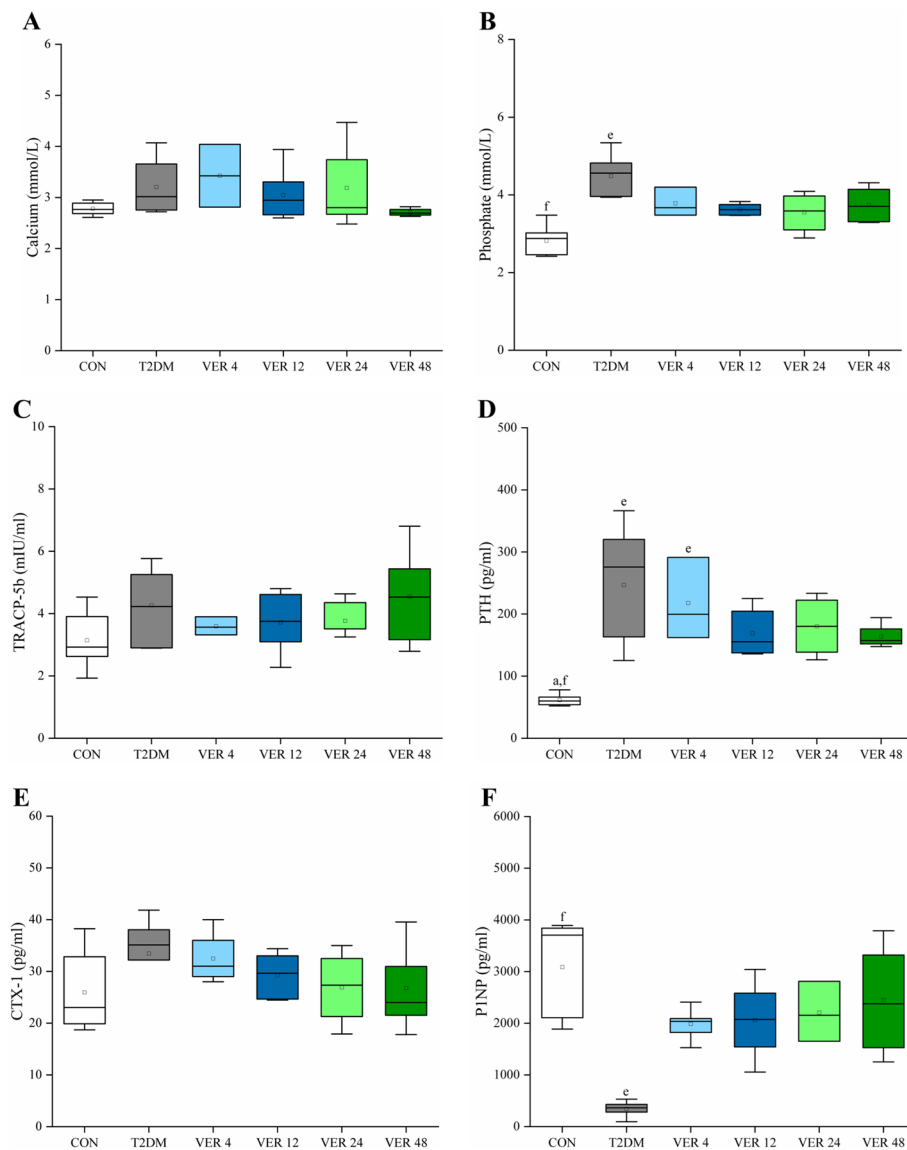 A
Calcium (mmol/L)
6
5
4
3
2
1
0
CON T2DM VER 4 VER 12 VER 24 VER 48
B
Phosphate (mmol/L)
8
6
4
2
0
e
f
CON T2DM VER 4 VER 12 VER 24 VER 48
C
TRACP-5b (mIU/ml)
10
8
6
4
2
0
CON T2DM VER 4 VER 12 VER 24 VER 48
D
PTH (pg/ml)
500
400
300
200
100
0
e
e
a,f
CON T2DM VER 4 VER 12 VER 24 VER 48
E
CTX-1 (pg/ml)
60
50
40
30
20
10
0
CON T2DM VER 4 VER 12 VER 24 VER 48
F
P1NP (pg/ml)
6000
5000
4000
3000
2000
1000
0
f
e
CON T2DM VER 4 VER 12 VER 24 VER 48